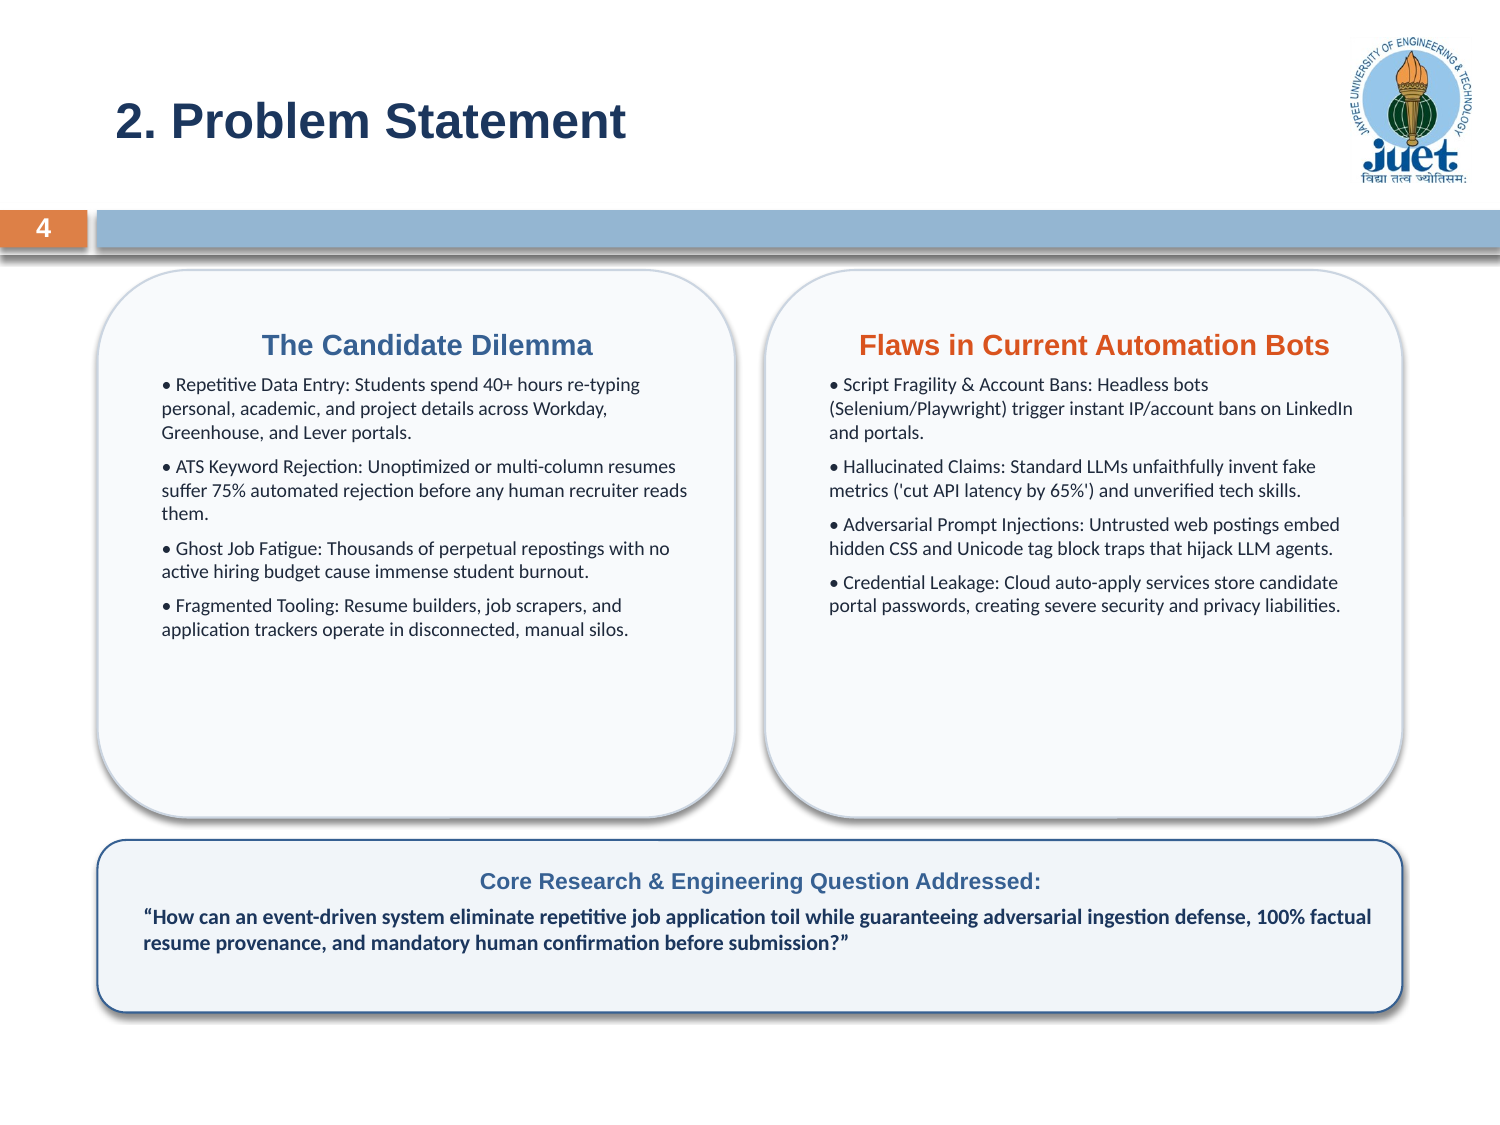 2. Problem Statement
JAYPEE UNIVERSITY OF ENGINEERING & TECHNOLOGY
juet
विद्या तत्व ज्योतिसम:
4
The Candidate Dilemma
• Repetitive Data Entry: Students spend 40+ hours re-typing
personal, academic, and project details across Workday,
Greenhouse, and Lever portals.
• ATS Keyword Rejection: Unoptimized or multi-column resumes
suffer 75% automated rejection before any human recruiter reads
them.
• Ghost Job Fatigue: Thousands of perpetual repostings with no
active hiring budget cause immense student burnout.
• Fragmented Tooling: Resume builders, job scrapers, and
application trackers operate in disconnected, manual silos.
Flaws in Current Automation Bots
• Script Fragility & Account Bans: Headless bots
(Selenium/Playwright) trigger instant IP/account bans on LinkedIn
and portals.
• Hallucinated Claims: Standard LLMs unfaithfully invent fake
metrics ('cut API latency by 65%') and unverified tech skills.
• Adversarial Prompt Injections: Untrusted web postings embed
hidden CSS and Unicode tag block traps that hijack LLM agents.
• Credential Leakage: Cloud auto-apply services store candidate
portal passwords, creating severe security and privacy liabilities.
Core Research & Engineering Question Addressed:
“How can an event-driven system eliminate repetitive job application toil while guaranteeing adversarial ingestion defense, 100% factual
resume provenance, and mandatory human confirmation before submission?”